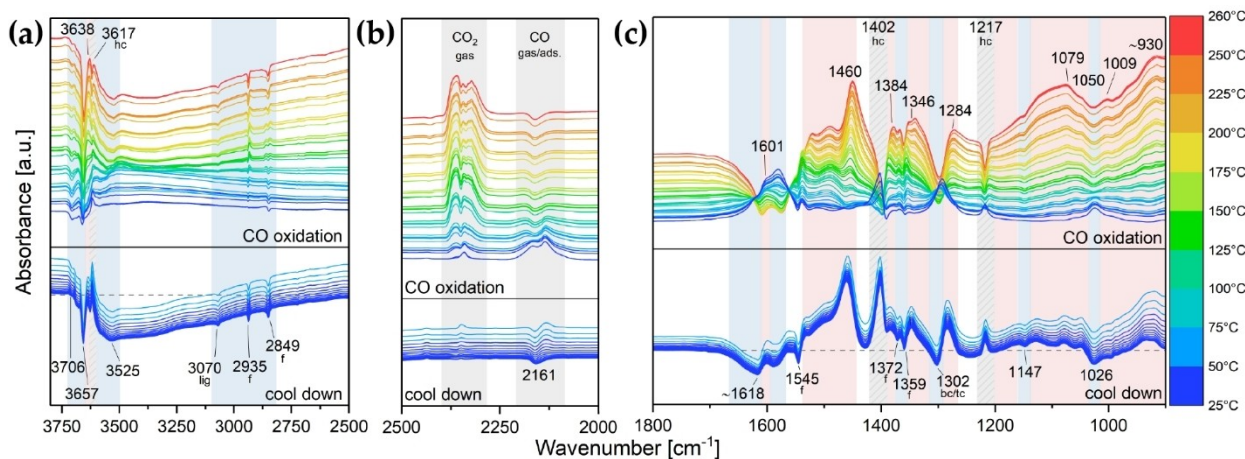 (a)
3638
3617
hc
CO oxidation
3706
3657
3525
3070
lig
2935
f
2849
f
cool down
3750 3500 3250 3000 2750 2500
Absorbance [a.u.]
(b)
CO2
gas
CO
gas/ads.
CO oxidation
2161
cool down
2500 2250 2000
Wavenumber [cm-1]
(c)
1402
hc
1217
hc
1601
1460
1384
1346
1284
1079
1050
1009
~930
CO oxidation
~1618
1545
f
1372
f
1359
f
1302
bc/tc
1147
1026
cool down
1800 1600 1400 1200 1000
260°C
250°C
225°C
200°C
175°C
150°C
125°C
100°C
75°C
50°C
25°C